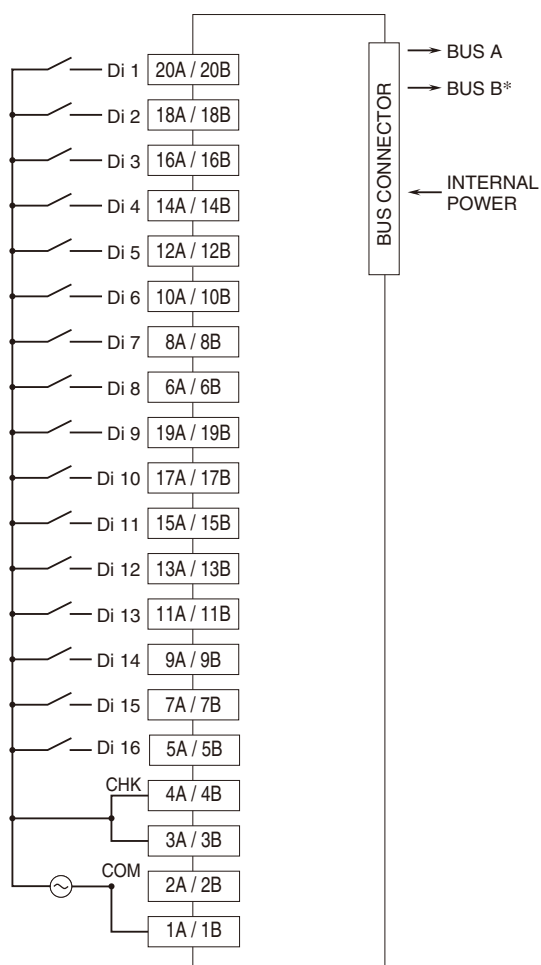 Di 1 20A / 20B
Di 2 18A / 18B
Di 3 16A / 16B
Di 4 14A / 14B
Di 5 12A / 12B
Di 6 10A / 10B
Di 7 8A / 8B
Di 8 6A / 6B
Di 9 19A / 19B
Di 10 17A / 17B
Di 11 15A / 15B
Di 12 13A / 13B
Di 13 11A / 11B
Di 14 9A / 9B
Di 15 7A / 7B
Di 16 5A / 5B
CHK 4A / 4B
3A / 3B
COM 2A / 2B
1A / 1B
BUS CONNECTOR
BUS A
BUS B*
INTERNAL
POWER